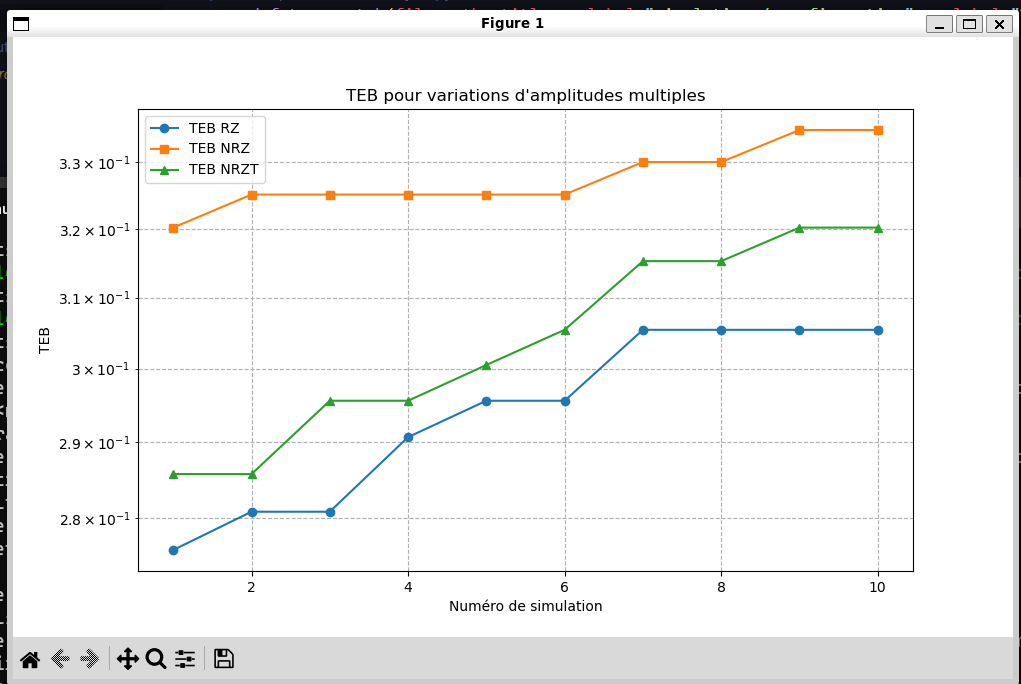 Figure 1
TEB pour variations d'amplitudes multiples
TEB RZ
TEB NRZ
TEB NRZT
3.3 × 10⁻¹
3.2 × 10⁻¹
3.1 × 10⁻¹
3 × 10⁻¹
2.9 × 10⁻¹
2.8 × 10⁻¹
TEB
2 4 6 8 10
Numéro de simulation